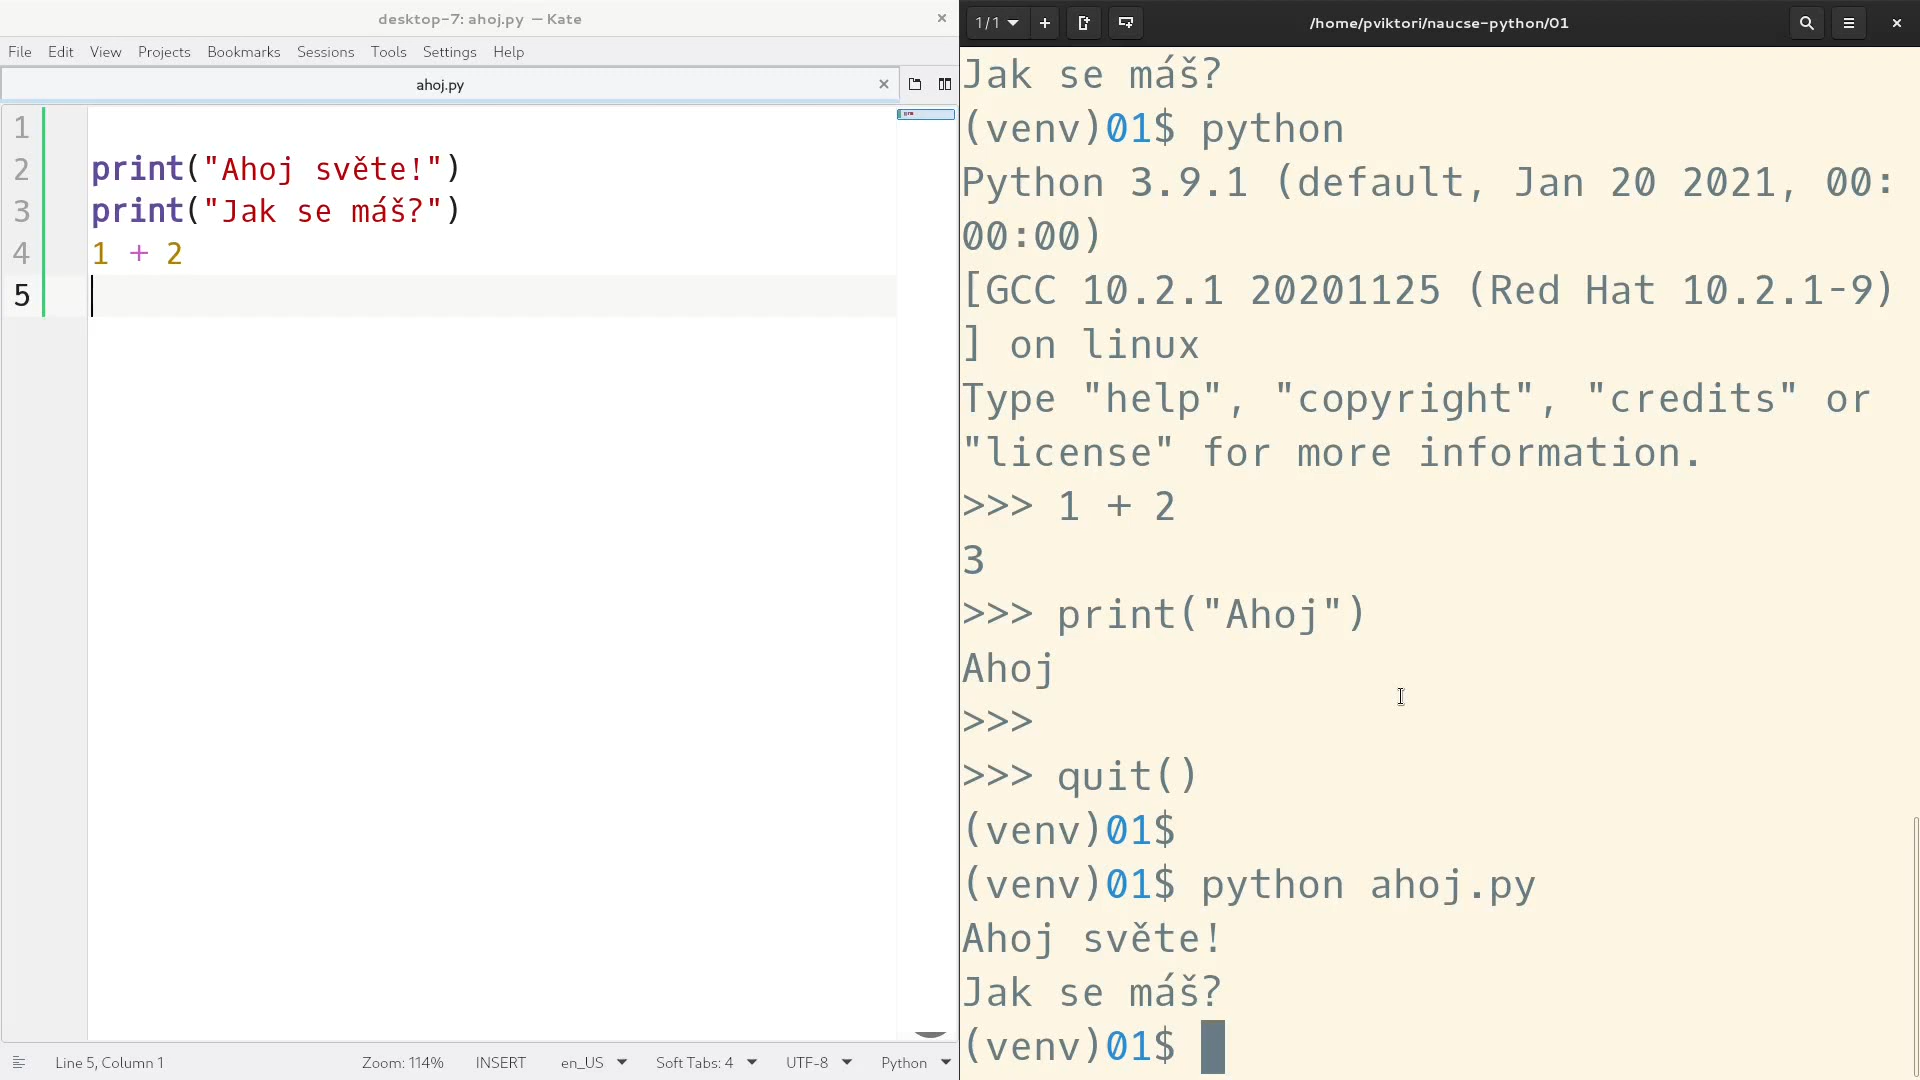 desktop-7: ahoj.py — Kate
File Edit View Projects Bookmarks Sessions Tools Settings Help
ahoj.py
1
2 print("Ahoj světe!")
3 print("Jak se máš?")
4 1 + 2
5
Line 5, Column 1 Zoom: 114% INSERT en_US Soft Tabs: 4 UTF-8 Python
1/1 /home/pviktori/naucse-python/01
Jak se máš?
(venv)01$ python
Python 3.9.1 (default, Jan 20 2021, 00:
00:00)
[GCC 10.2.1 20201125 (Red Hat 10.2.1-9)
] on linux
Type "help", "copyright", "credits" or
"license" for more information.
>>> 1 + 2
3
>>> print("Ahoj")
Ahoj
>>>
>>> quit()
(venv)01$
(venv)01$ python ahoj.py
Ahoj světe!
Jak se máš?
(venv)01$